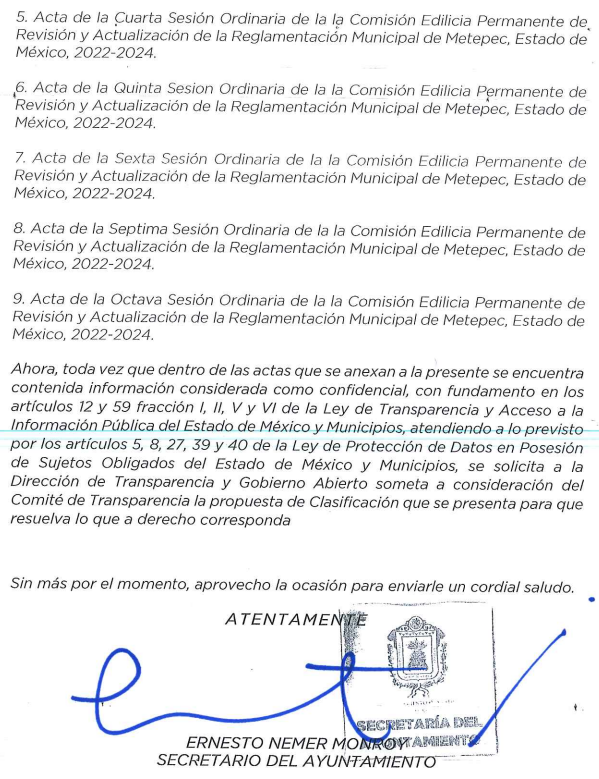 5. Acta de la Cuarta Sesión Ordinaria de la la Comisión Edilicia Permanente de
Revisión y Actualización de la Reglamentación Municipal de Metepec, Estado de
México, 2022-2024.
6. Acta de la Quinta Sesion Ordinaria de la la Comisión Edilicia Permanente de
Revisión y Actualización de la Reglamentación Municipal de Metepec, Estado de
México, 2022-2024.
7. Acta de la Sexta Sesión Ordinaria de la la Comisión Edilicia Permanente de
Revisión y Actualización de la Reglamentación Municipal de Metepec, Estado de
México, 2022-2024.
8. Acta de la Septima Sesión Ordinaria de la la Comisión Edilicia Permanente de
Revisión y Actualización de la Reglamentación Municipal de Metepec, Estado de
México, 2022-2024.
9. Acta de la Octava Sesión Ordinaria de la la Comisión Edilicia Permanente de
Revisión y Actualización de la Reglamentación Municipal de Metepec, Estado de
México, 2022-2024.
Ahora, toda vez que dentro de las actas que se anexan a la presente se encuentra
contenida información considerada como confidencial, con fundamento en los
artículos 12 y 59 fracción I, II, V y VI de la Ley de Transparencia y Acceso a la
Información Pública del Estado de México y Municipios, atendiendo a lo previsto
por los artículos 5, 8, 27, 39 y 40 de la Ley de Protección de Datos en Posesión
de Sujetos Obligados del Estado de México y Municipios, se solicita a la
Dirección de Transparencia y Gobierno Abierto someta a consideración del
Comité de Transparencia la propuesta de Clasificación que se presenta para que
resuelva lo que a derecho corresponda
Sin más por el momento, aprovecho la ocasión para enviarle un cordial saludo.
ATENTAMENTE
SECRETARÍA DEL
AYUNTAMIENTO
ERNESTO NEMER MONROY
SECRETARIO DEL AYUNTAMIENTO